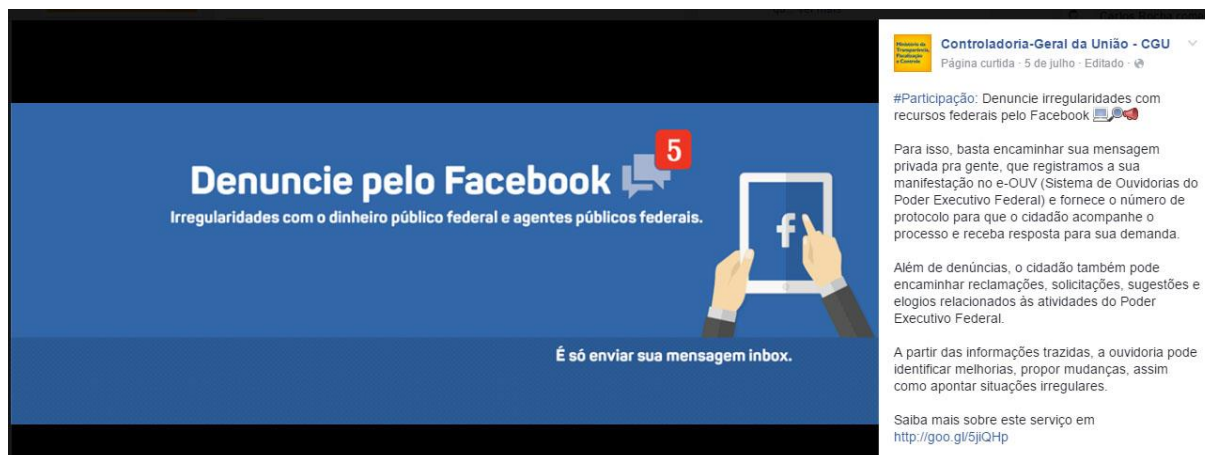 Denuncie pelo Facebook
5
Irregularidades com o dinheiro público federal e agentes públicos federais.
f
É só enviar sua mensagem inbox.
Ministério da
Transparência,
Fiscalização
e Controle
Controladoria-Geral da União - CGU
Página curtida · 5 de julho · Editado ·
#Participação: Denuncie irregularidades com
recursos federais pelo Facebook
Para isso, basta encaminhar sua mensagem
privada pra gente, que registramos a sua
manifestação no e-OUV (Sistema de Ouvidorias do
Poder Executivo Federal) e fornece o número de
protocolo para que o cidadão acompanhe o
processo e receba resposta para sua demanda.
Além de denúncias, o cidadão também pode
encaminhar reclamações, solicitações, sugestões e
elogios relacionados às atividades do Poder
Executivo Federal.
A partir das informações trazidas, a ouvidoria pode
identificar melhorias, propor mudanças, assim
como apontar situações irregulares.
Saiba mais sobre este serviço em
http://goo.gl/5jiQHp